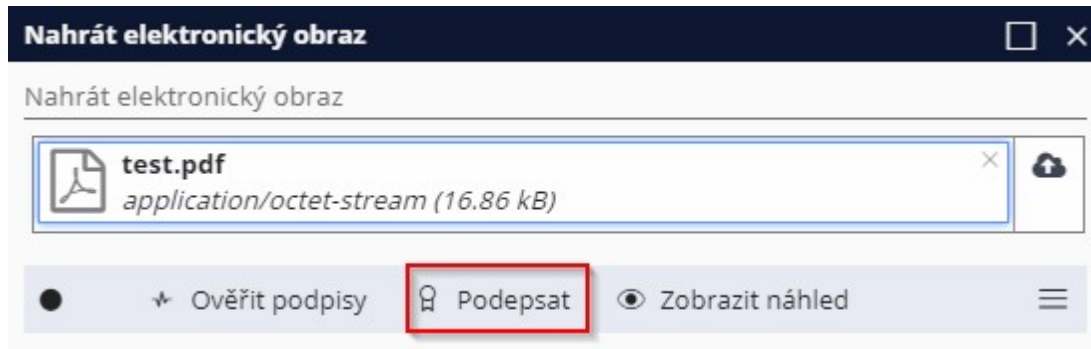 Nahrát elektronický obraz
Nahrát elektronický obraz
test.pdf
application/octet-stream (16.86 kB)
Ověřit podpisy Podepsat Zobrazit náhled